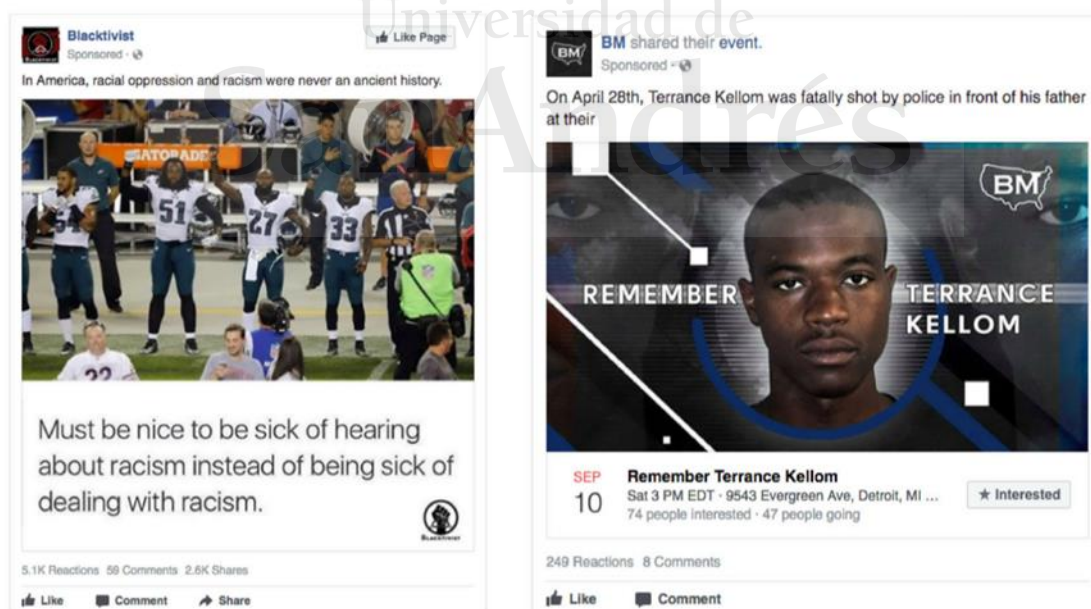 Universidad de
San Andrés
Blacktivist
Sponsored ·
Like Page
In America, racial oppression and racism were never an ancient history.
GATORADE
54
51
27
33
22
Must be nice to be sick of hearing
about racism instead of being sick of
dealing with racism.
BLACKTIVIST
5.1K Reactions 59 Comments 2.6K Shares
Like Comment Share
BM
BM shared their event.
Sponsored ·
On April 28th, Terrance Kellom was fatally shot by police in front of his father
at their
BM
REMEMBER TERRANCE
KELLOM
SEP
10
Remember Terrance Kellom
Sat 3 PM EDT · 9543 Evergreen Ave, Detroit, MI ...
74 people interested · 47 people going
★ Interested
249 Reactions 8 Comments
Like Comment